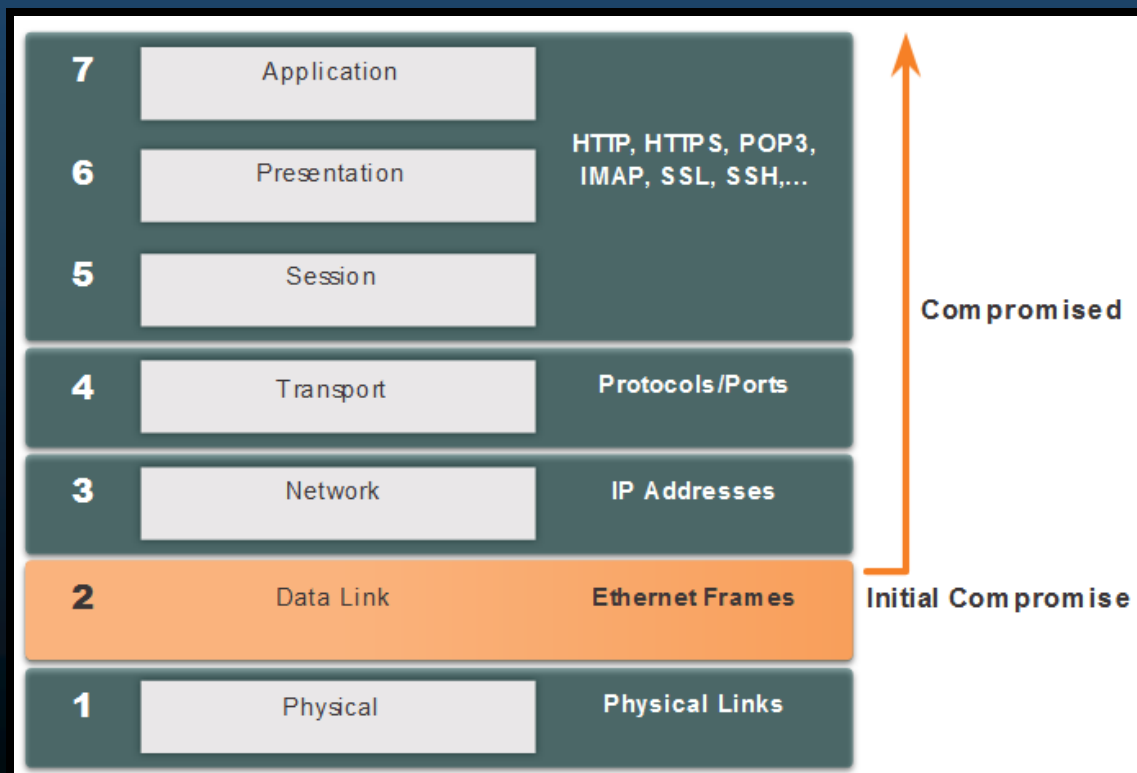 7 Application
HTTP, HTTPS, POP3,
IMAP, SSL, SSH,...
6 Presentation
5 Session
Compromised
4 Transport Protocols/Ports
3 Network IP Addresses
2 Data Link Ethernet Frames Initial Compromise
1 Physical Physical Links